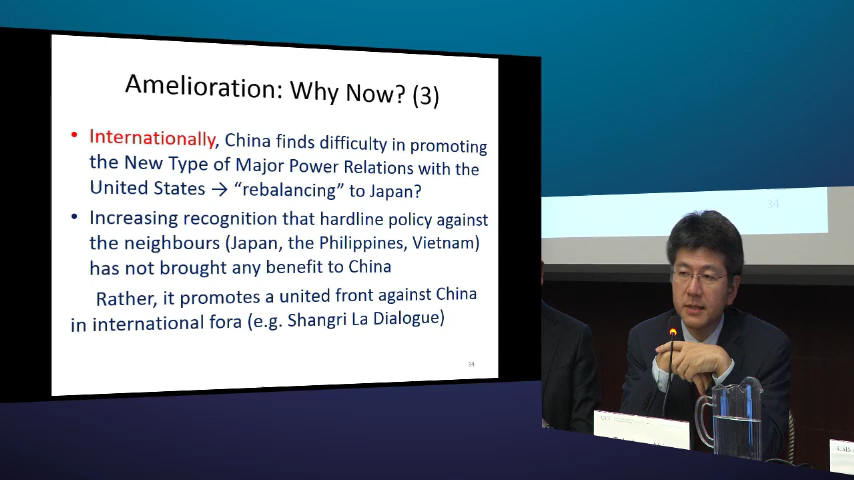 Amelioration: Why Now? (3)
• Internationally, China finds difficulty in promoting
the New Type of Major Power Relations with the
United States → “rebalancing” to Japan?
• Increasing recognition that hardline policy against
the neighbours (Japan, the Philippines, Vietnam)
has not brought any benefit to China
Rather, it promotes a united front against China
in international fora (e.g. Shangri La Dialogue)
34
34